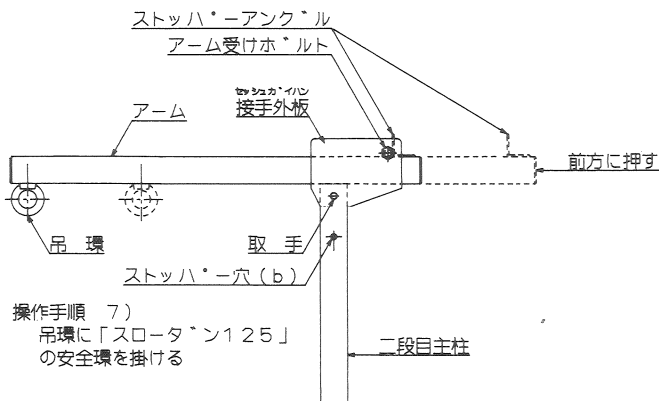 ストッパーアングル
アーム受けボルト
セッシュガイハン
接手外板
アーム
前方に押す
吊 環
取 手
ストッパー穴(b)
操作手順 7)
吊環に「スローダン125」
の安全環を掛ける
二段目主柱